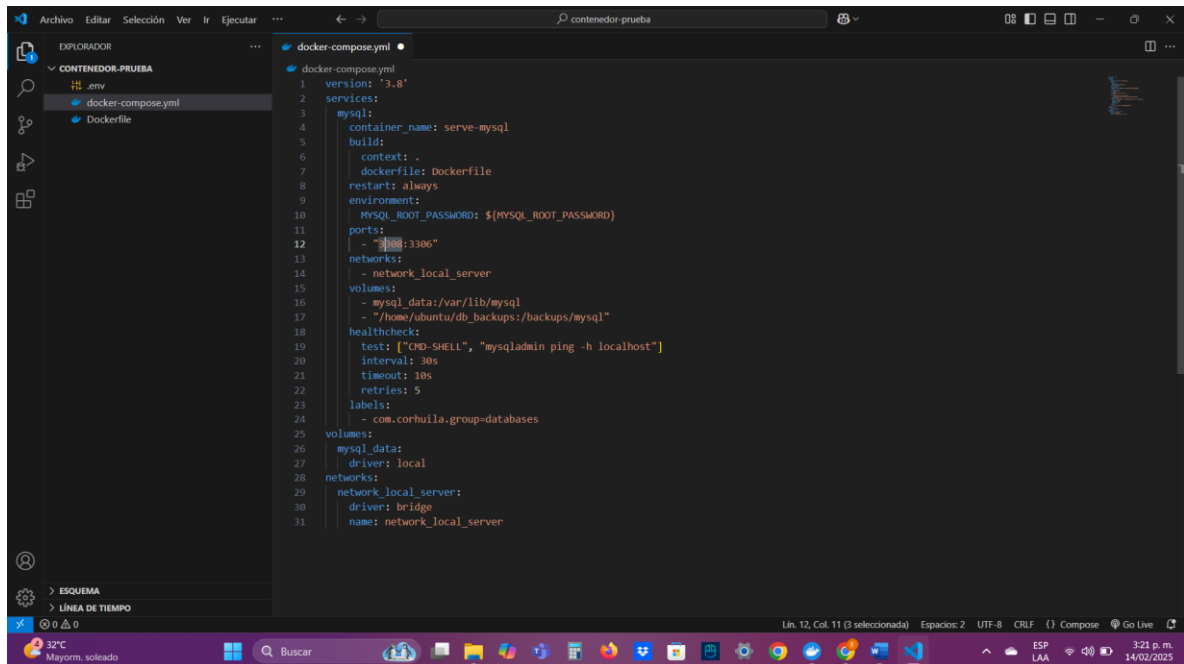 Archivo Editar Selección Ver Ir Ejecutar ···
contenedor-prueba
EXPLORADOR ···
CONTENEDOR-PRUEBA
.env
docker-compose.yml
Dockerfile
ESQUEMA
LÍNEA DE TIEMPO
docker-compose.yml
docker-compose.yml
1 version: '3.8'
2 services:
3 mysql:
4 container_name: serve-mysql
5 build:
6 context: .
7 dockerfile: Dockerfile
8 restart: always
9 environment:
10 MYSQL_ROOT_PASSWORD: ${MYSQL_ROOT_PASSWORD}
11 ports:
12 - "3308:3306"
13 networks:
14 - network_local_server
15 volumes:
16 - mysql_data:/var/lib/mysql
17 - "/home/ubuntu/db_backups:/backups/mysql"
18 healthcheck:
19 test: ["CMD-SHELL", "mysqladmin ping -h localhost"]
20 interval: 30s
21 timeout: 10s
22 retries: 5
23 labels:
24 - com.corhuila.group=databases
25 volumes:
26 mysql_data:
27 driver: local
28 networks:
29 network_local_server:
30 driver: bridge
31 name: network_local_server
0 0
Lín. 12, Col. 11 (3 seleccionada) Espacios: 2 UTF-8 CRLF {} Compose Go Live
32°C
Mayorm. soleado
Buscar
ESP
LAA
3:21 p. m.
14/02/2025